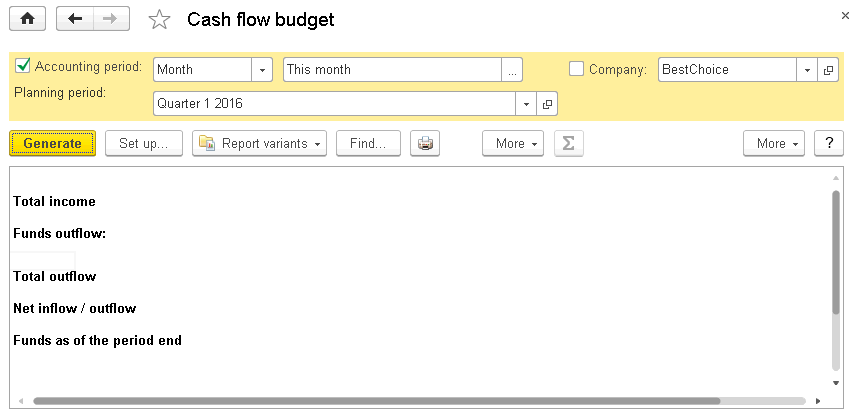 Cash flow budget
Accounting period: Month This month ... Company: BestChoice
Planning period: Quarter 1 2016
Generate Set up... Report variants Find... More Σ More ?
Total income
Funds outflow:
Total outflow
Net inflow / outflow
Funds as of the period end